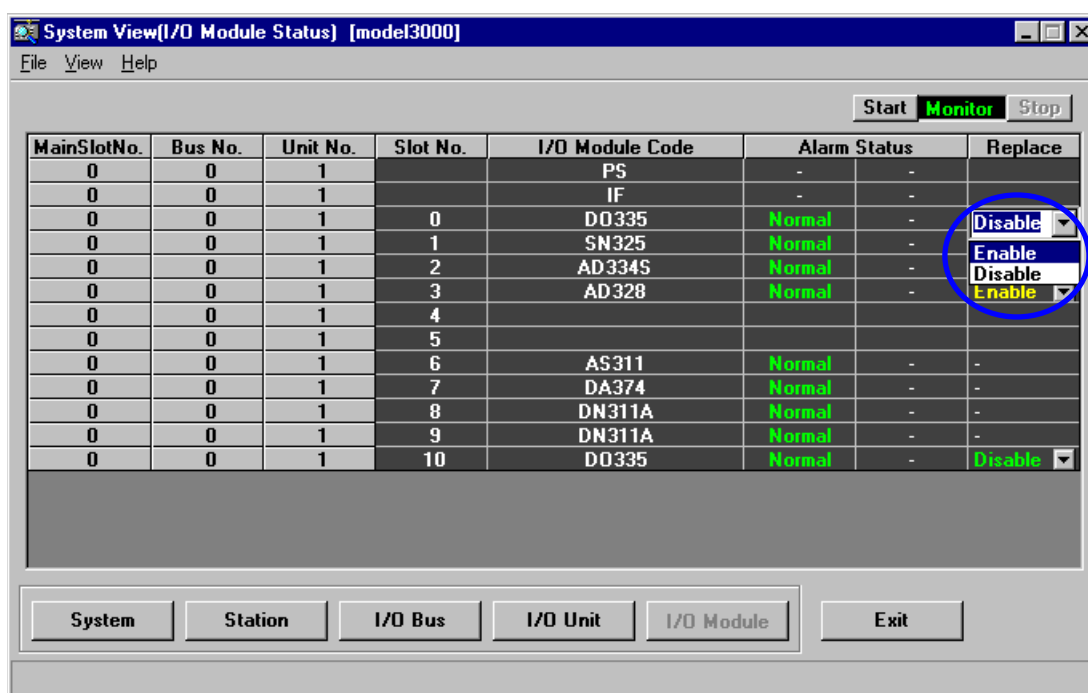 System View(I/O Module Status) [model3000]
File View Help
Start Monitor Stop
MainSlotNo. Bus No. Unit No. Slot No. I/O Module Code Alarm Status Replace
0 0 1 PS - -
0 0 1 IF - -
0 0 1 0 DO335 Normal - Disable
0 0 1 1 SN325 Normal - Enable
0 0 1 2 AD334S Normal - Disable
0 0 1 3 AD328 Normal - Enable
0 0 1 4
0 0 1 5
0 0 1 6 AS311 Normal - -
0 0 1 7 DA374 Normal - -
0 0 1 8 DN311A Normal - -
0 0 1 9 DN311A Normal - -
0 0 1 10 DO335 Normal - Disable
System Station I/O Bus I/O Unit I/O Module Exit